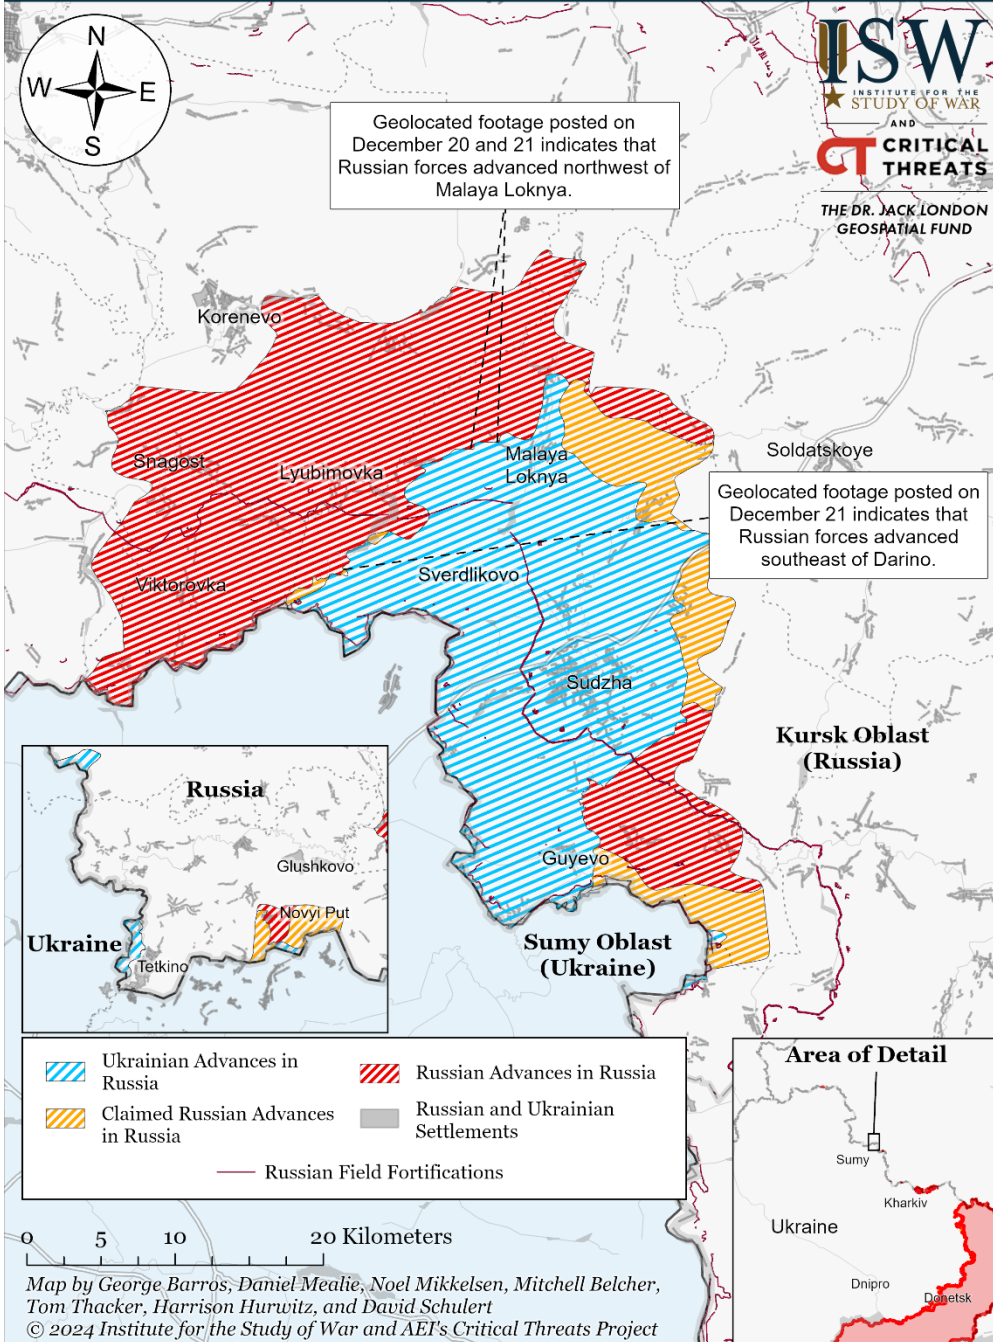 N
W
E
S
ISW
INSTITUTE FOR THE
STUDY OF WAR
AND
CT CRITICAL
THREATS
THE DR. JACK LONDON
GEOSPATIAL FUND
Geolocated footage posted on
December 20 and 21 indicates that
Russian forces advanced northwest of
Malaya Loknya.
Korenevo
Snagost
Lyubimovka
Malaya
Loknya
Soldatskoye
Geolocated footage posted on
December 21 indicates that
Russian forces advanced
southeast of Darino.
Viktorovka
Sverdlikovo
Sudzha
Kursk Oblast
(Russia)
Guyevo
Sumy Oblast
(Ukraine)
Russia
Glushkovo
Novyi Put
Ukraine
Tetkino
Ukrainian Advances in
Russia
Russian Advances in Russia
Claimed Russian Advances
in Russia
Russian and Ukrainian
Settlements
Russian Field Fortifications
Area of Detail
Sumy
Kharkiv
Ukraine
Dnipro
Donetsk
0 5 10 20 Kilometers
Map by George Barros, Daniel Mealie, Noel Mikkelsen, Mitchell Belcher,
Tom Thacker, Harrison Hurwitz, and David Schulert
© 2024 Institute for the Study of War and AEI's Critical Threats Project